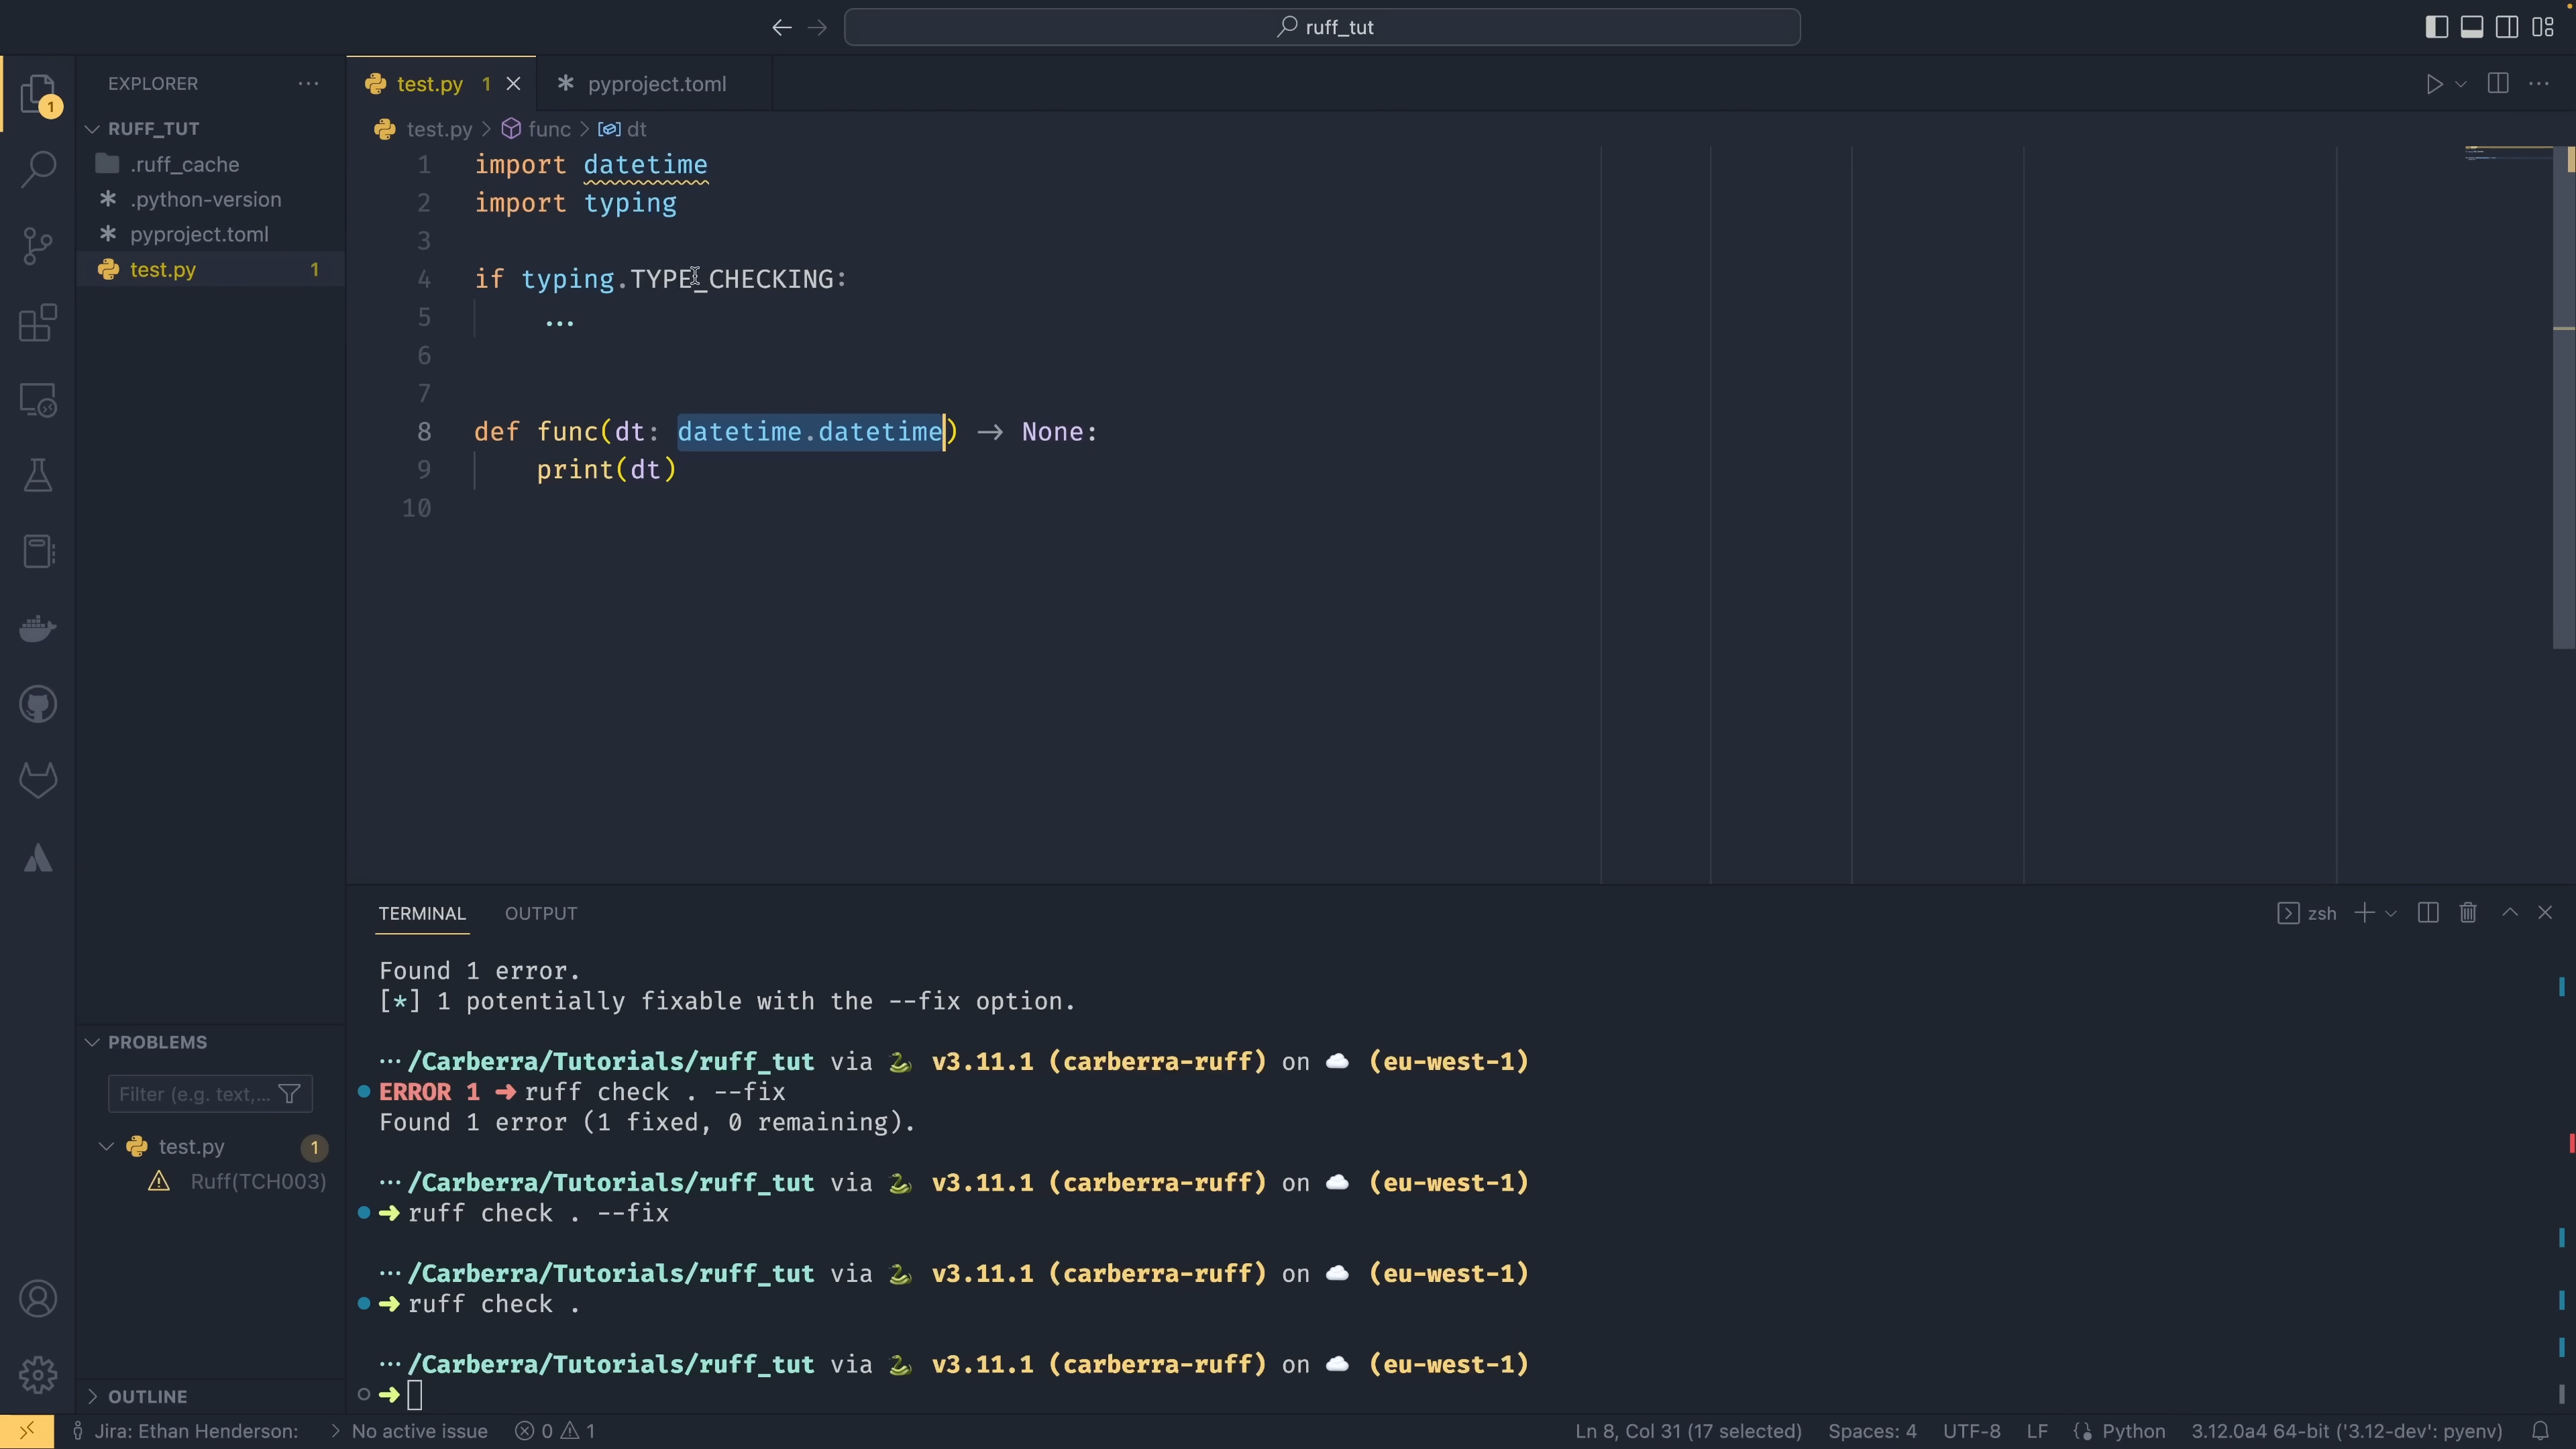 ruff_tut
EXPLORER
test.py 1
pyproject.toml
1
RUFF_TUT
.ruff_cache
.python-version
pyproject.toml
test.py 1
test.py > func > dt
1 import datetime
2 import typing
3
4 if typing.TYPE_CHECKING:
5 ...
6
7
8 def func(dt: datetime.datetime) → None:
9 print(dt)
10
TERMINAL OUTPUT
zsh
Found 1 error.
[*] 1 potentially fixable with the --fix option.
… /Carberra/Tutorials/ruff_tut via 🐍 v3.11.1 (carberra-ruff) on ☁️ (eu-west-1)
ERROR 1 ➜ ruff check . --fix
Found 1 error (1 fixed, 0 remaining).
… /Carberra/Tutorials/ruff_tut via 🐍 v3.11.1 (carberra-ruff) on ☁️ (eu-west-1)
➜ ruff check . --fix
… /Carberra/Tutorials/ruff_tut via 🐍 v3.11.1 (carberra-ruff) on ☁️ (eu-west-1)
➜ ruff check .
… /Carberra/Tutorials/ruff_tut via 🐍 v3.11.1 (carberra-ruff) on ☁️ (eu-west-1)
➜
PROBLEMS
Filter (e.g. text,...
test.py 1
Ruff(TCH003)
OUTLINE
Jira: Ethan Henderson: > No active issue 0 1
Ln 8, Col 31 (17 selected) Spaces: 4 UTF-8 LF Python 3.12.0a4 64-bit ('3.12-dev': pyenv)